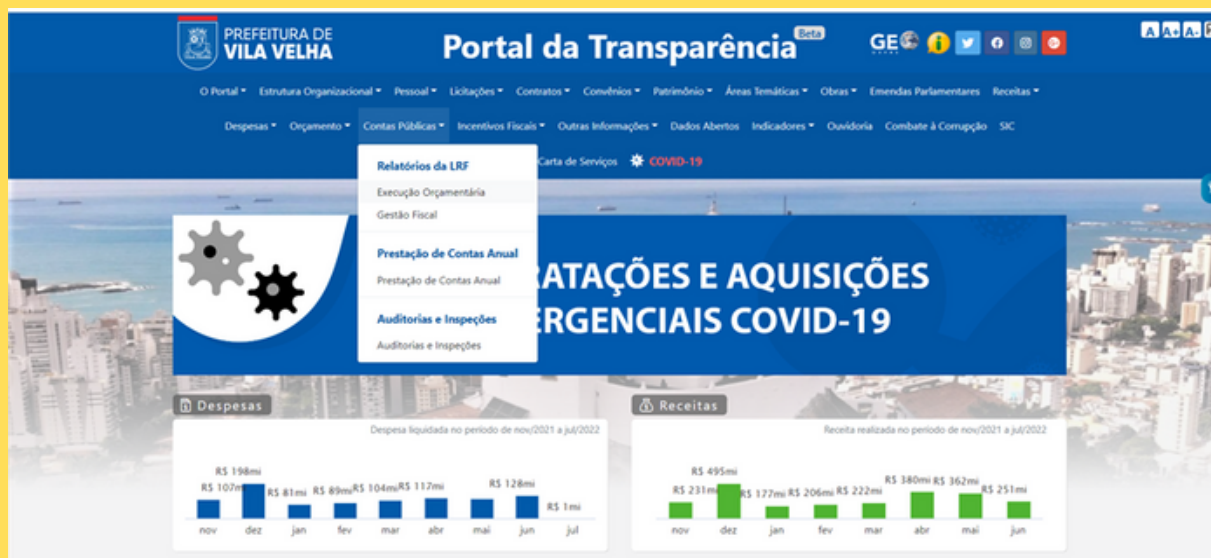 PREFEITURA DE
VILA VELHA
Portal da Transparência Beta
GE
A A+ A-
O Portal Estrutura Organizacional Pessoal Licitações Contratos Convênios Patrimônio Áreas Temáticas Obras Emendas Parlamentares Receitas
Despesas Orçamento Contas Públicas Incentivos Fiscais Outras Informações Dados Abertos Indicadores Ouvidoria Combate à Corrupção SIC
Carta de Serviços COVID-19
Relatórios da LRF
Execução Orçamentária
Gestão Fiscal
Prestação de Contas Anual
Prestação de Contas Anual
Auditorias e Inspeções
Auditorias e Inspeções
RATAÇÕES E AQUISIÇÕES
ERGENCIAIS COVID-19
Despesas
Despesa liquidada no período de nov/2021 a jul/2022
R$ 107mi R$ 198mi R$ 81mi R$ 89mi R$ 104mi R$ 117mi R$ 128mi R$ 1mi
nov dez jan fev mar abr mai jun jul
Receitas
Receita realizada no período de nov/2021 a jul/2022
R$ 231mi R$ 495mi R$ 177mi R$ 206mi R$ 222mi R$ 380mi R$ 362mi R$ 251mi
nov dez jan fev mar abr mai jun